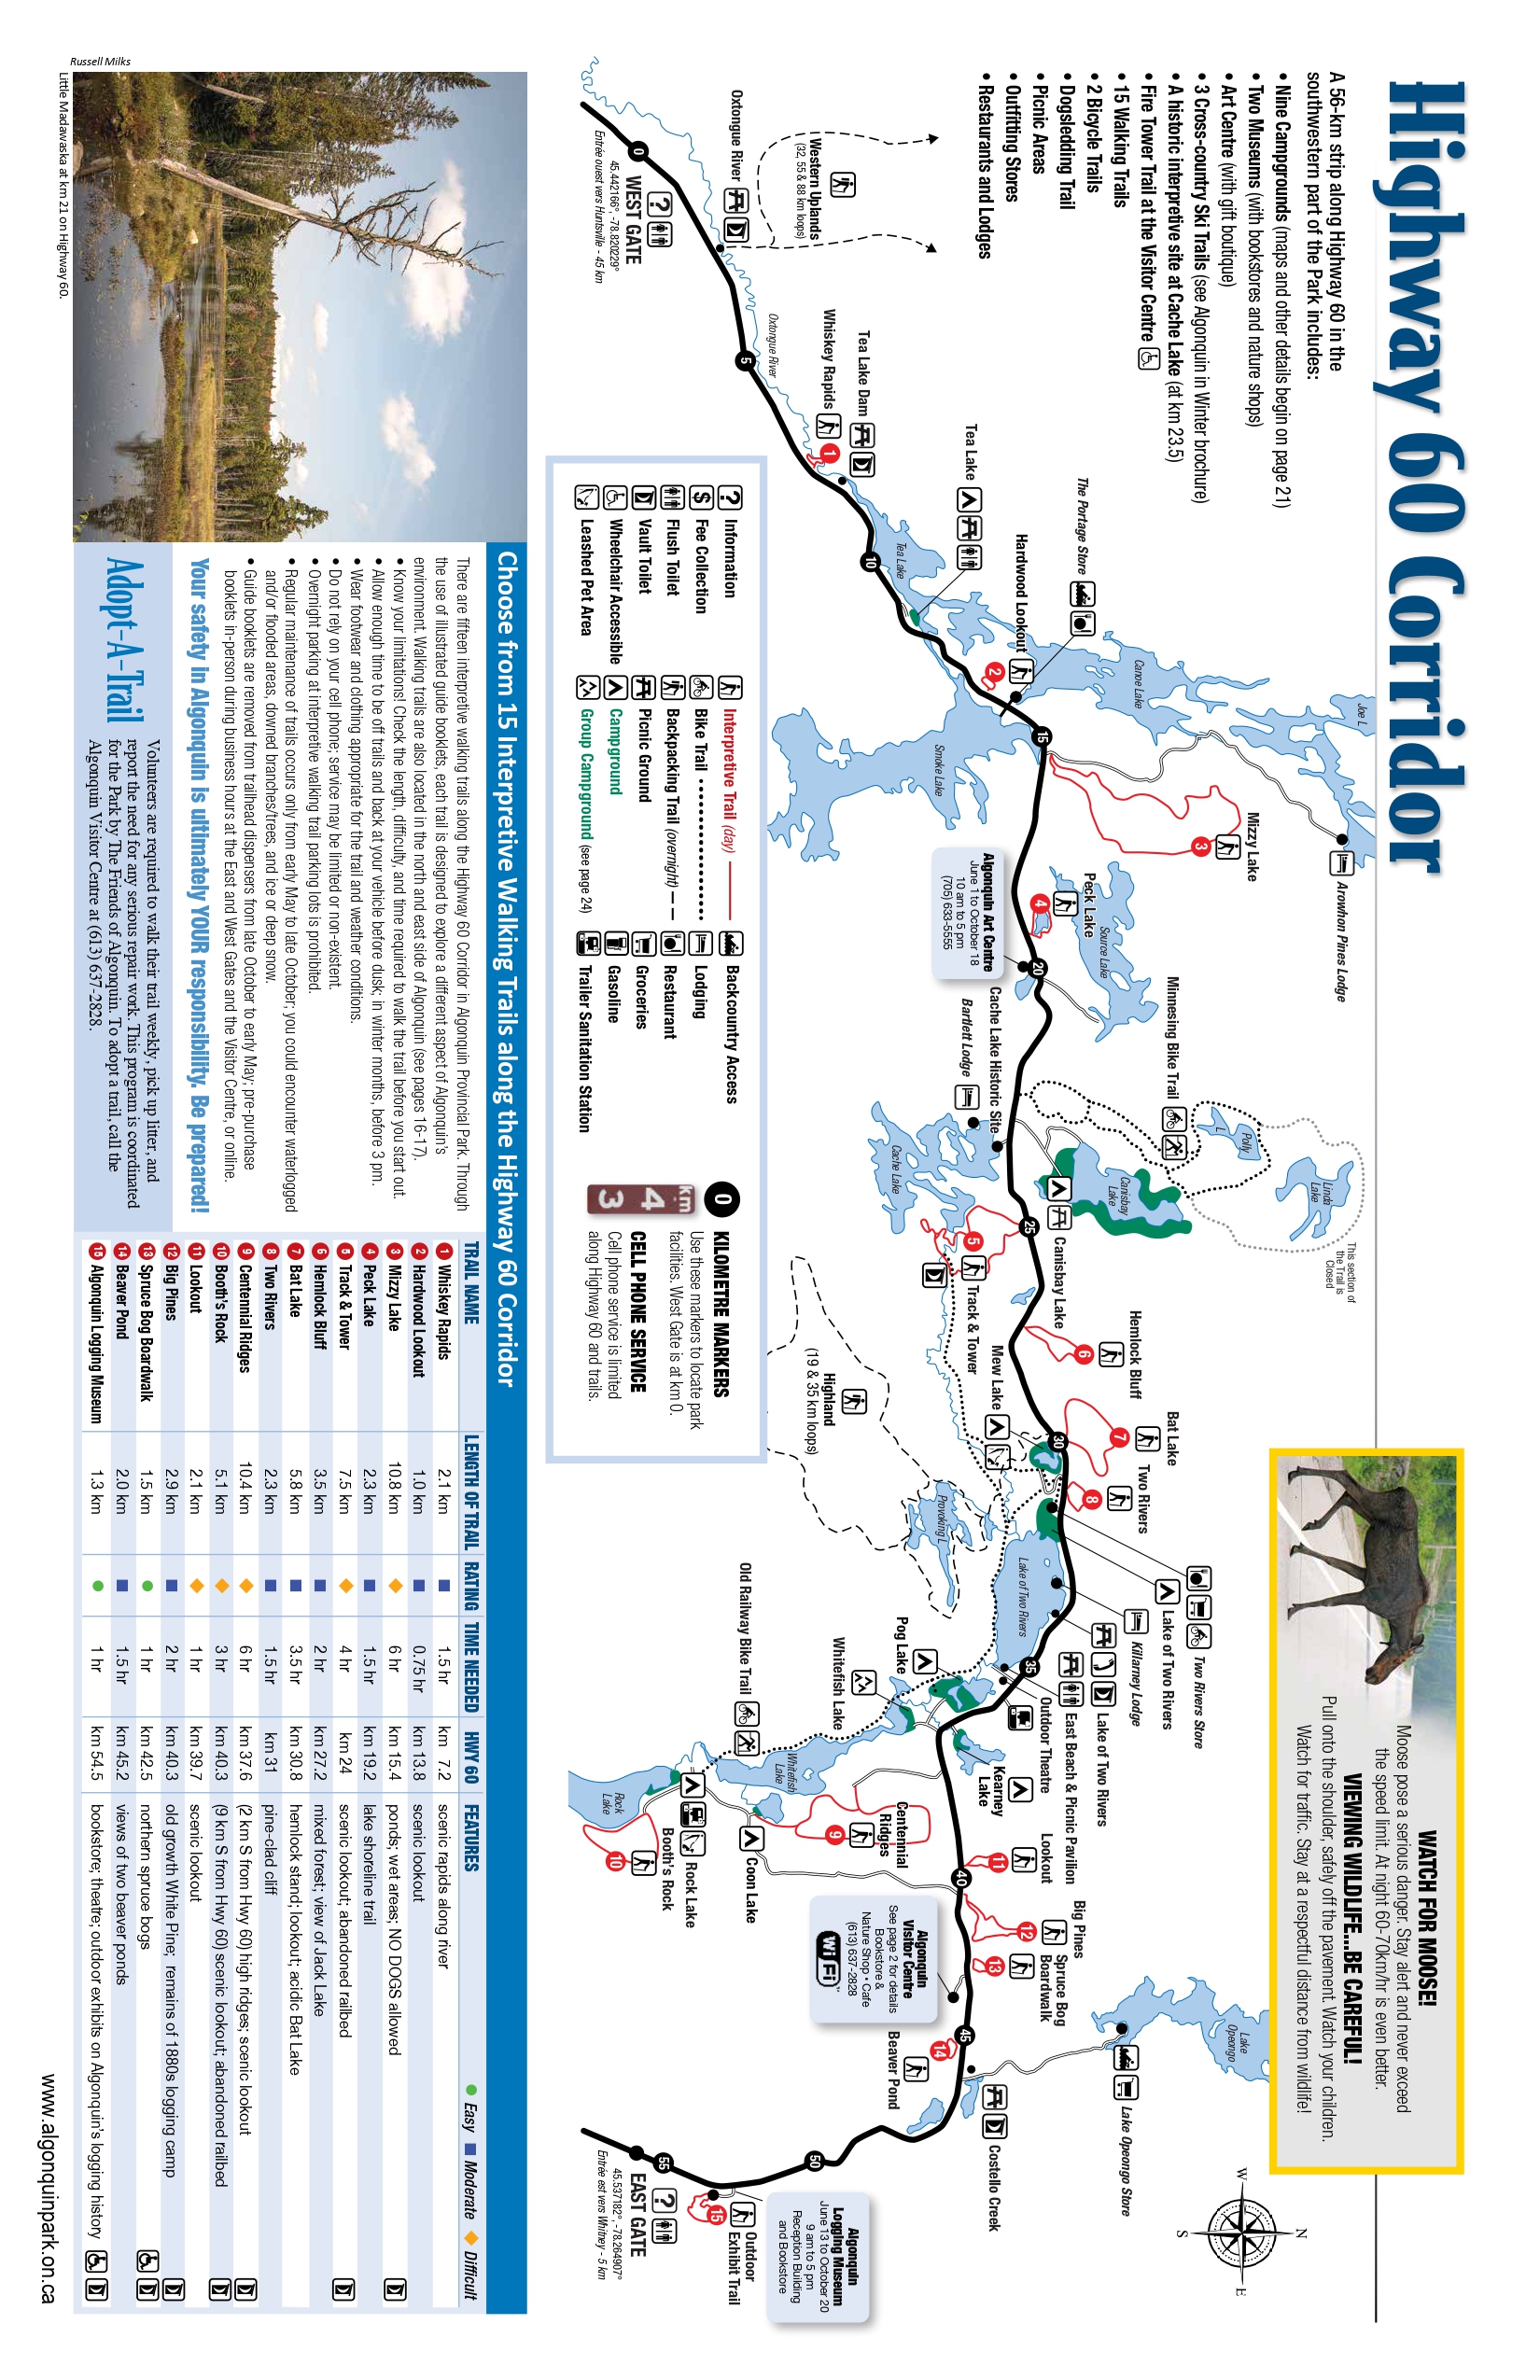 Highway 60 Corridor
A 56-km strip along Highway 60 in the
southwestern part of the Park includes:
• Nine Campgrounds (maps and other details begin on page 21)
• Two Museums (with bookstores and nature shops)
• Art Centre (with gift boutique)
• 3 Cross-country Ski Trails (see Algonquin in Winter brochure)
• A historic interpretive site at Cache Lake (at km 23.5)
• Fire Tower Trail at the Visitor Centre
• 15 Walking Trails
• 2 Bicycle Trails
• Dogsledding Trail
• Picnic Areas
• Outfitting Stores
• Restaurants and Lodges
WATCH FOR MOOSE!
Moose pose a serious danger. Stay alert and never exceed
the speed limit. At night 60-70km/hr is even better.
VIEWING WILDLIFE...BE CAREFUL!
Pull onto the shoulder, safely off the pavement. Watch your children.
Watch for traffic. Stay at a respectful distance from wildlife!
N
W
E
S
Joe L
Arowhon Pines Lodge
Mizzy Lake
3
Canoe Lake
The Portage Store
Hardwood Lookout
2
15
Tea Lake
Tea Lake
Smoke Lake
10
Tea Lake Dam
Whiskey Rapids
1
Western Uplands
(32, 55 & 88 km loops)
Oxtongue River
Oxtongue River
5
0
WEST GATE
45.442166°, -78.820229°
Entrée ouest vers Huntsville - 45 km
Source Lake
Peck Lake
4
20
Algonquin Art Centre
June 1 to October 18
10 am to 5 pm
(705) 633-5555
This section of
the Trail is
Closed
Linda
Lake
Polly
L
Minnesing Bike Trail
Canisbay
Lake
Canisbay Lake
25
Cache Lake Historic Site
Bartlett Lodge
Cache Lake
5
Track & Tower
Hemlock Bluff
6
Bat Lake
7
Two Rivers
8
30
Mew Lake
Two Rivers Store
Lake of Two Rivers
Killarney Lodge
Lake of Two Rivers
East Beach & Picnic Pavilion
Outdoor Theatre
Lake of Two Rivers
35
Provoking L
Highland
(19 & 35 km loops)
Kearney
Lake
Pog Lake
Whitefish Lake
Whitefish
Lake
Old Railway Bike Trail
Centennial
Ridges
9
Coon Lake
Rock Lake
Booth's Rock
10
Rock
Lake
Lookout
11
40
Big Pines
12
Spruce Bog
Boardwalk
13
Algonquin
Visitor Centre
See page 2 for details
Bookstore &
Nature Shop • Cafe
(613) 637-2828
Wi Fi
Lake
Opeongo
Lake Opeongo Store
Costello Creek
45
14
Beaver Pond
50
Algonquin
Logging Museum
June 13 to October 20
9 am to 5 pm
Reception Building
and Bookstore
Outdoor
Exhibit Trail
15
55
EAST GATE
45.537182°, -78.264907°
Entrée est vers Whitney - 5 km
? Information
$ Fee Collection
Flush Toilet
Vault Toilet
Wheelchair Accessible
Leashed Pet Area
Interpretive Trail (day)
Bike Trail
Backpacking Trail (overnight)
Picnic Ground
Campground
Group Campground (see page 24)
Backcountry Access
Lodging
Restaurant
Groceries
Gasoline
Trailer Sanitation Station
0
km
4
3
KILOMETRE MARKERS
Use these markers to locate park
facilities. West Gate is at km 0.
CELL PHONE SERVICE
Cell phone service is limited
along Highway 60 and trails.
Russell Milks
Little Madawaska at km 21 on Highway 60.
Choose from 15 Interpretive Walking Trails along the Highway 60 Corridor
There are fifteen interpretive walking trails along the Highway 60 Corridor in Algonquin Provincial Park. Through
the use of illustrated guide booklets, each trail is designed to explore a different aspect of Algonquin's
environment. Walking trails are also located in the north and east side of Algonquin (see pages 16-17).
• Know your limitations! Check the length, difficulty, and time required to walk the trail before you start out.
• Allow enough time to be off trails and back at your vehicle before dusk; in winter months, before 3 pm.
• Wear footwear and clothing appropriate for the trail and weather conditions.
• Do not rely on your cell phone; service may be limited or non-existent.
• Overnight parking at interpretive walking trail parking lots is prohibited.
• Regular maintenance of trails occurs only from early May to late October; you could encounter waterlogged
and/or flooded areas, downed branches/trees, and ice or deep snow.
• Guide booklets are removed from trailhead dispensers from late October to early May; pre-purchase
booklets in-person during business hours at the East and West Gates and the Visitor Centre, or online.
Your safety in Algonquin is ultimately YOUR responsibility. Be prepared!
Adopt-A-Trail
Volunteers are required to walk their trail weekly, pick up litter, and
report the need for any serious repair work. This program is coordinated
for the Park by The Friends of Algonquin. To adopt a trail, call the
Algonquin Visitor Centre at (613) 637-2828.
TRAIL NAME LENGTH OF TRAIL RATING TIME NEEDED HWY 60 FEATURES Easy Moderate Difficult
1 Whiskey Rapids 2.1 km 1.5 hr km 7.2 scenic rapids along river
2 Hardwood Lookout 1.0 km 0.75 hr km 13.8 scenic lookout
3 Mizzy Lake 10.8 km 6 hr km 15.4 ponds; wet areas; NO DOGS allowed
4 Peck Lake 2.3 km 1.5 hr km 19.2 lake shoreline trail
5 Track & Tower 7.5 km 4 hr km 24 scenic lookout; abandoned railbed
6 Hemlock Bluff 3.5 km 2 hr km 27.2 mixed forest; view of Jack Lake
7 Bat Lake 5.8 km 3.5 hr km 30.8 hemlock stand; lookout; acidic Bat Lake
8 Two Rivers 2.3 km 1.5 hr km 31 pine-clad cliff
9 Centennial Ridges 10.4 km 6 hr km 37.6 (2 km S from Hwy 60) high ridges; scenic lookout
10 Booth's Rock 5.1 km 3 hr km 40.3 (9 km S from Hwy 60) scenic lookout; abandoned railbed
11 Lookout 2.1 km 1 hr km 39.7 scenic lookout
12 Big Pines 2.9 km 2 hr km 40.3 old growth White Pine; remains of 1880s logging camp
13 Spruce Bog Boardwalk 1.5 km 1 hr km 42.5 northern spruce bogs
14 Beaver Pond 2.0 km 1.5 hr km 45.2 views of two beaver ponds
15 Algonquin Logging Museum 1.3 km 1 hr km 54.5 bookstore; theatre; outdoor exhibits on Algonquin's logging history
www.algonquinpark.on.ca